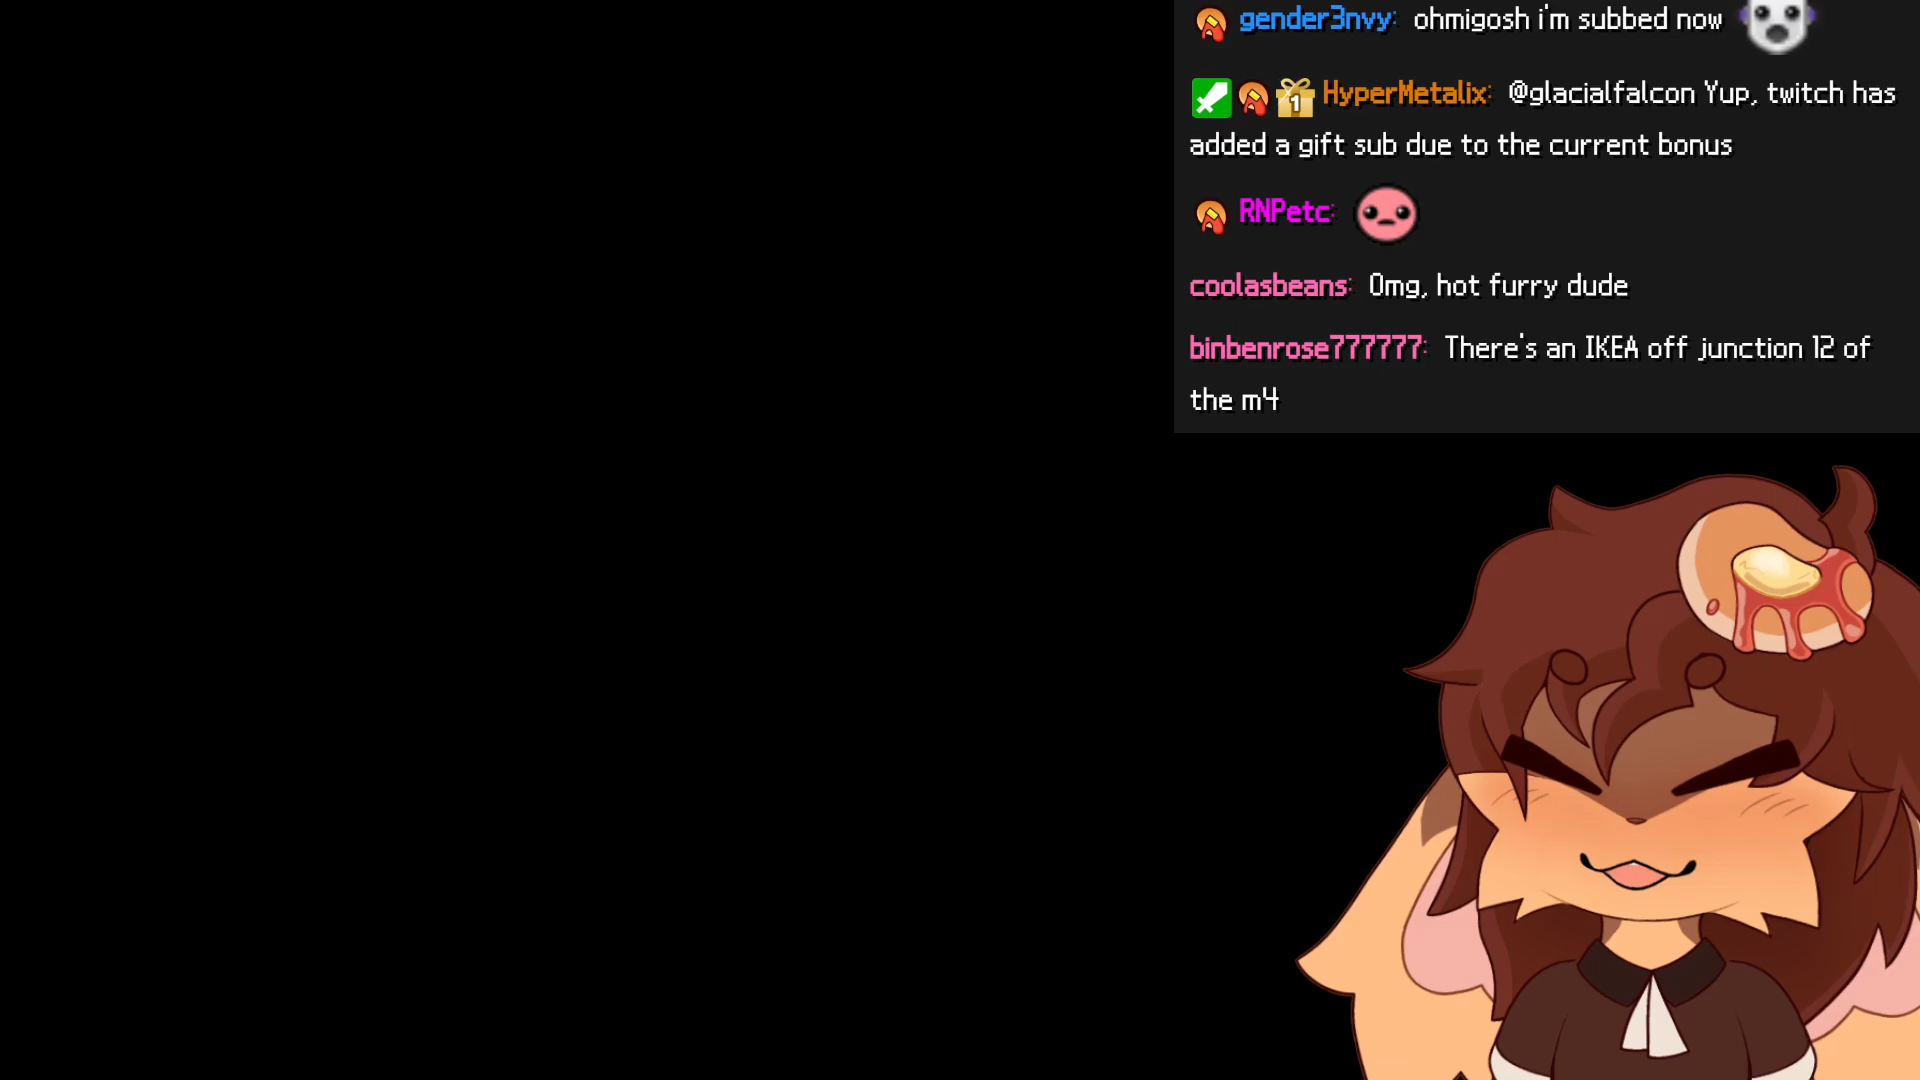 gender3nvy: ohmigosh i'm subbed now
1 HyperMetalix: @glacialfalcon Yup, twitch has
added a gift sub due to the current bonus
RNPetc:
coolasbeans: Omg, hot furry dude
binbenrose777777: There's an IKEA off junction 12 of
the m4